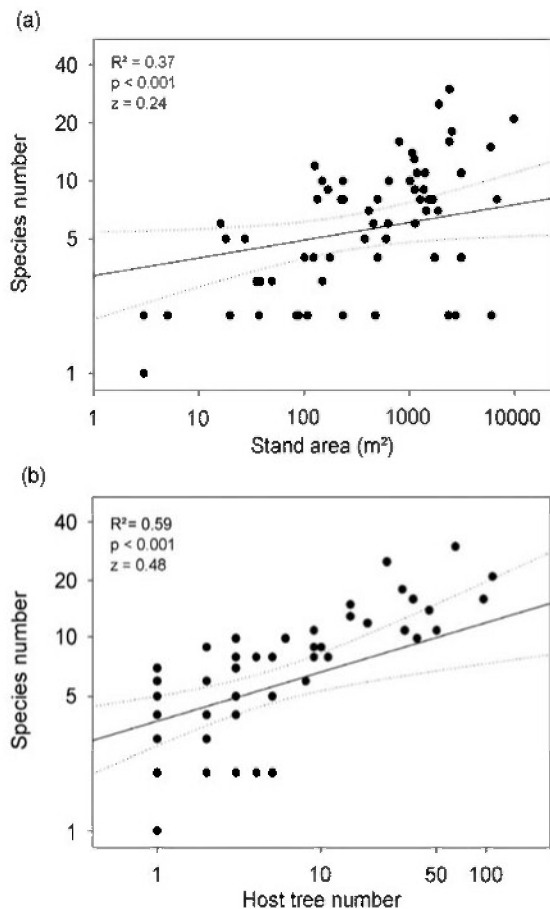 (a)
R² = 0.37
p < 0.001
z = 0.24
Species number
40
20
10
5
1
1
10
100
1000
10000
Stand area (m²)
(b)
R² = 0.59
p < 0.001
z = 0.48
Species number
40
20
10
5
1
1
10
50
100
Host tree number